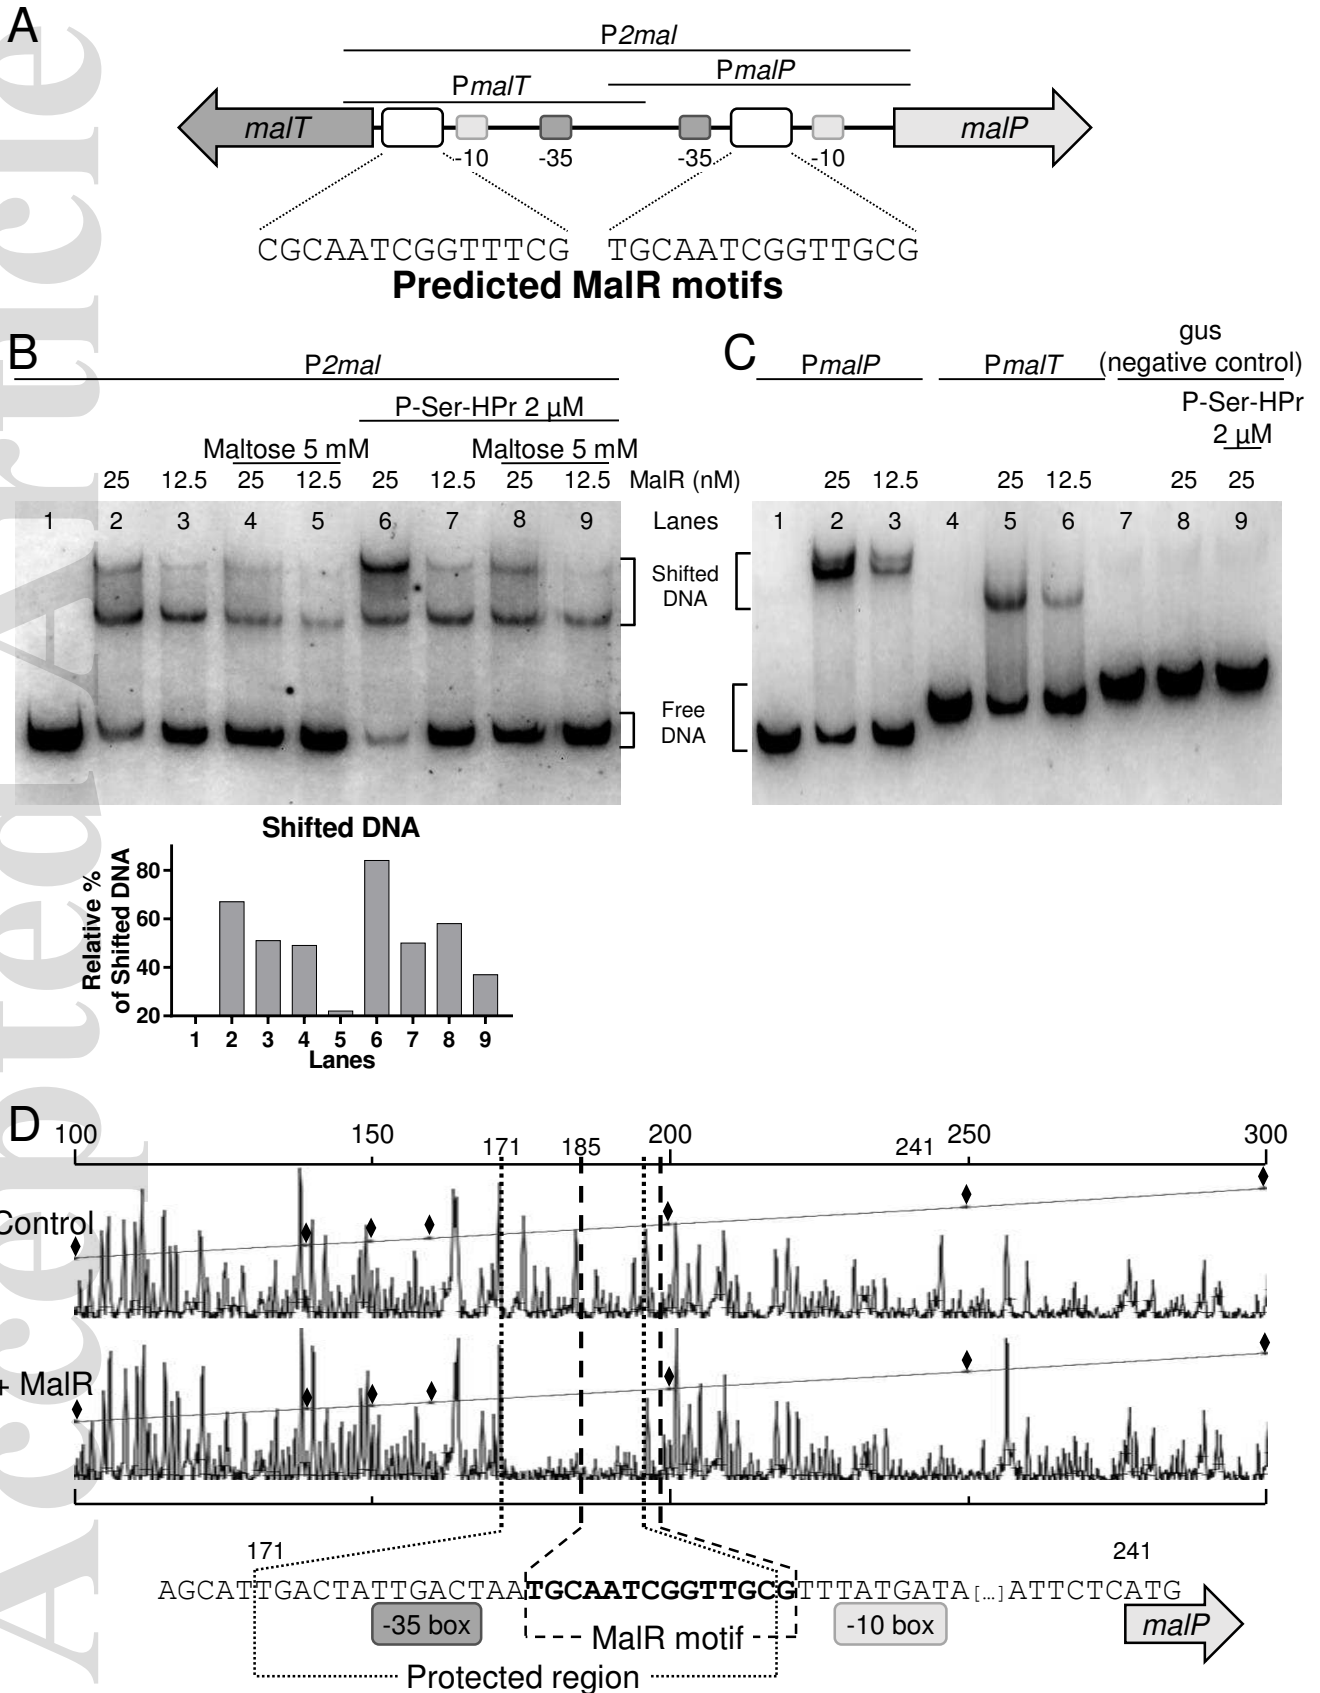 Accepted Article
A
P2mal
PmalP
PmalT
malT
malP
-10
-35
-35
-10
CGCAATCGGTTTCG TGCAATCGGTTGCG
Predicted MalR motifs
B
P2mal
P-Ser-HPr 2 µM
Maltose 5 mM Maltose 5 mM
25 12.5 25 12.5 25 12.5 25 12.5 MalR (nM)
1 2 3 4 5 6 7 8 9 Lanes
Shifted
DNA
Free
DNA
C
PmalP
PmalT
gus
(negative control)
P-Ser-HPr
2 µM
25 12.5 25 12.5 25 25
1 2 3 4 5 6 7 8 9
Shifted DNA
Relative %
of Shifted DNA
80
60
40
20
1 2 3 4 5 6 7 8 9
Lanes
D
100 150 171 185 200 241 250 300
Control
+ MalR
171 241
AGCATTGACTATTGACTAATGCAATCGGTTGCGTTTATGATA[...]ATTCTCATG
-35 box
MalR motif
-10 box
malP
Protected region